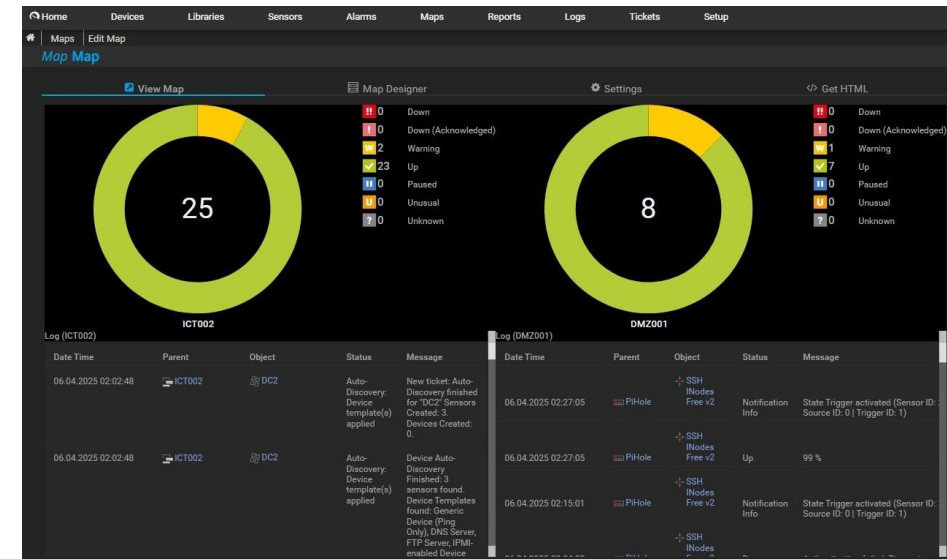 Home Devices Libraries Sensors Alarms Maps Reports Logs Tickets Setup
Maps Edit Map
Map Map
View Map Map Designer Settings </> Get HTML
!! 0 Down
! 0 Down (Acknowledged)
W 2 Warning
23 Up
0 Paused
U 0 Unusual
? 0 Unknown
25
ICT002
!! 0 Down
! 0 Down (Acknowledged)
W 1 Warning
7 Up
0 Paused
U 0 Unusual
? 0 Unknown
8
DMZ001
Log (ICT002)
Date Time Parent Object Status Message
06.04.2025 02:02:48 ICT002 DC2
Auto-
Discovery:
Device
template(s)
applied
New ticket: Auto-
Discovery finished
for "DC2" Sensors
Created: 3.
Devices Created:
0.
06.04.2025 02:02:48 ICT002 DC2
Auto-
Discovery:
Device
template(s)
applied
Device Auto-
Discovery
Finished: 3
sensors found.
Device Templates
found: Generic
Device (Ping
Only), DNS Server,
FTP Server, IPMI-
enabled Device
Log (DMZ001)
Date Time Parent Object Status Message
06.04.2025 02:27:05 PiHole
SSH
INodes
Free v2
Notification
Info
State Trigger activated (Sensor ID:
Source ID: 0 | Trigger ID: 1)
06.04.2025 02:27:05 PiHole
SSH
INodes
Free v2
Up
99 %
06.04.2025 02:15:01 PiHole
SSH
INodes
Free v2
Notification
Info
State Trigger activated (Sensor ID:
Source ID: 0 | Trigger ID: 1)
SSH
INodes